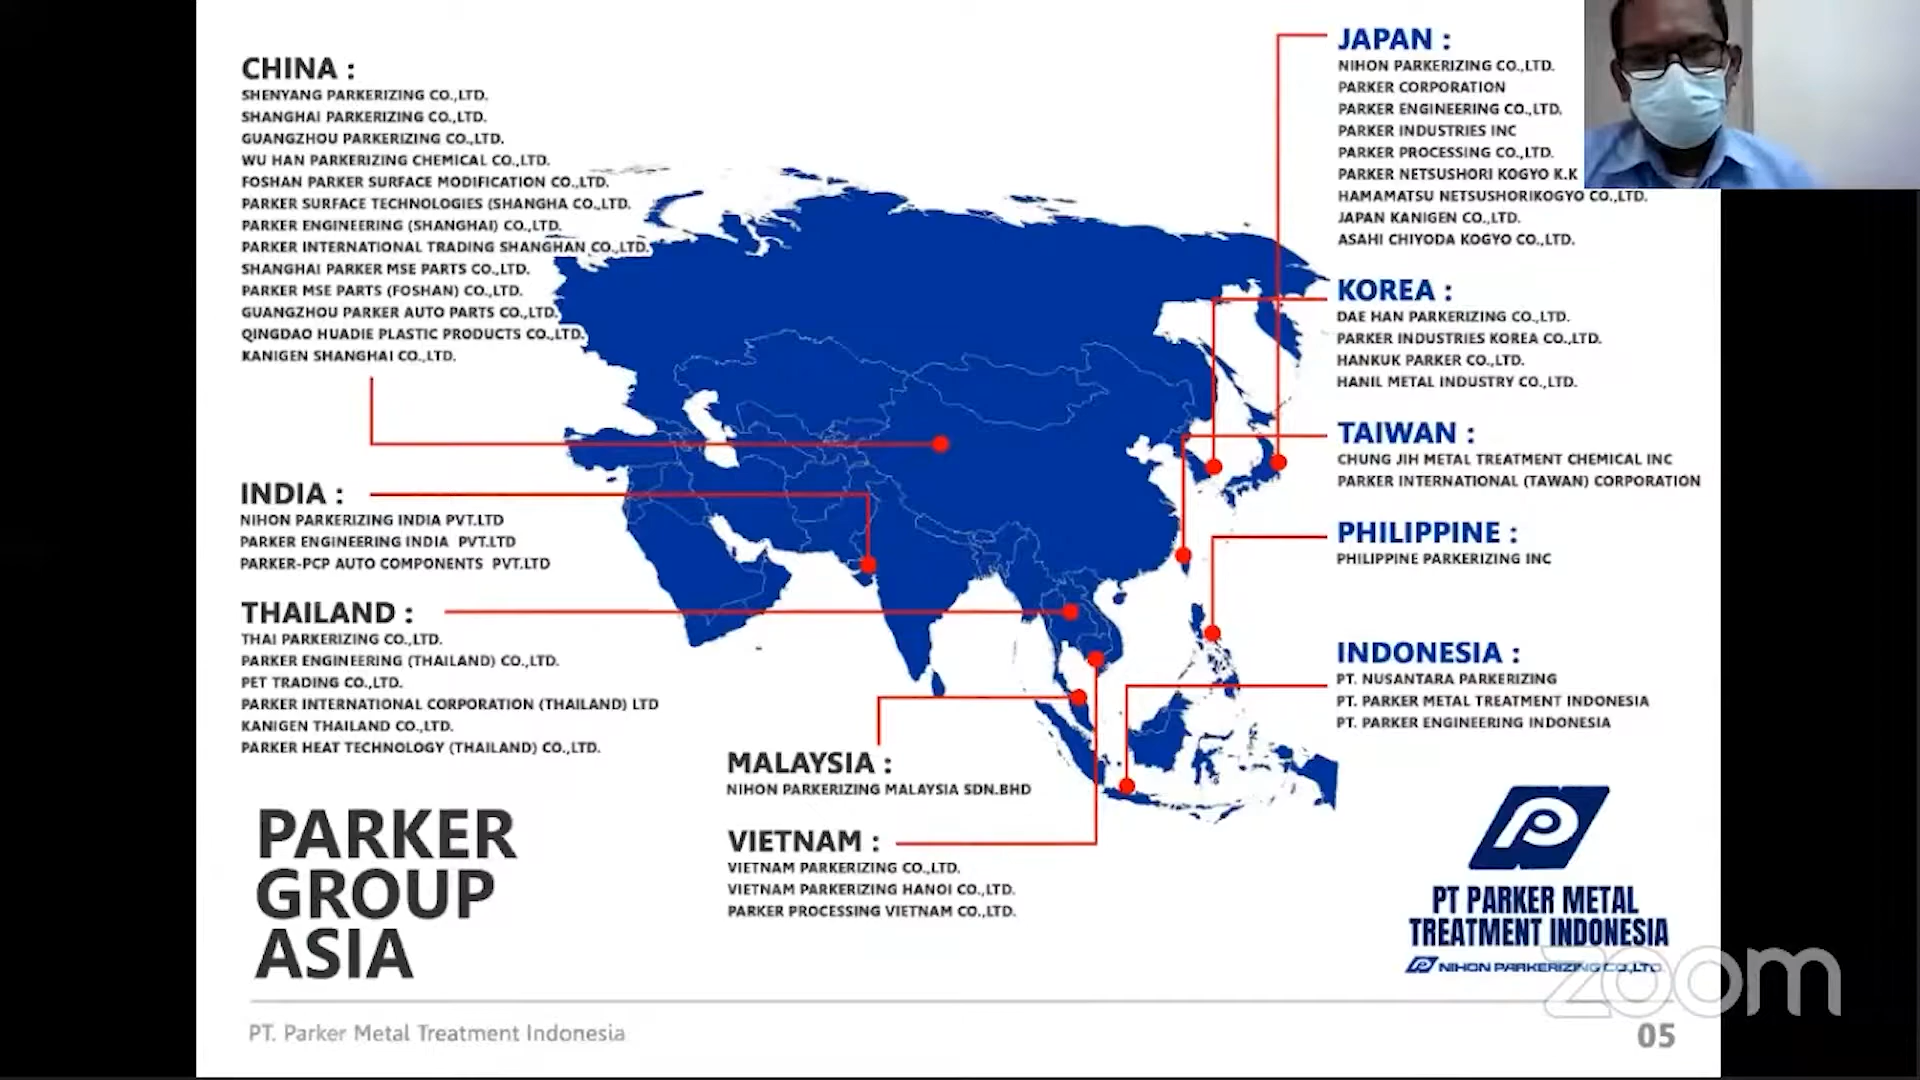 CHINA :
SHENYANG PARKERIZING CO.,LTD.
SHANGHAI PARKERIZING CO.,LTD.
GUANGZHOU PARKERIZING CO.,LTD.
WU HAN PARKERIZING CHEMICAL CO.,LTD.
FOSHAN PARKER SURFACE MODIFICATION CO.,LTD.
PARKER SURFACE TECHNOLOGIES (SHANGHA CO.,LTD.
PARKER ENGINEERING (SHANGHAI) CO.,LTD.
PARKER INTERNATIONAL TRADING SHANGHAN CO.,LTD.
SHANGHAI PARKER MSE PARTS CO.,LTD.
PARKER MSE PARTS (FOSHAN) CO.,LTD.
GUANGZHOU PARKER AUTO PARTS CO.,LTD.
QINGDAO HUADIE PLASTIC PRODUCTS CO.,LTD.
KANIGEN SHANGHAI CO.,LTD.
INDIA :
NIHON PARKERIZING INDIA PVT.LTD
PARKER ENGINEERING INDIA PVT.LTD
PARKER-PCP AUTO COMPONENTS PVT.LTD
THAILAND :
THAI PARKERIZING CO.,LTD.
PARKER ENGINEERING (THAILAND) CO.,LTD.
PET TRADING CO.,LTD.
PARKER INTERNATIONAL CORPORATION (THAILAND) LTD
KANIGEN THAILAND CO.,LTD.
PARKER HEAT TECHNOLOGY (THAILAND) CO.,LTD.
MALAYSIA :
NIHON PARKERIZING MALAYSIA SDN.BHD
VIETNAM :
VIETNAM PARKERIZING CO.,LTD.
VIETNAM PARKERIZING HANOI CO.,LTD.
PARKER PROCESSING VIETNAM CO.,LTD.
JAPAN :
NIHON PARKERIZING CO.,LTD.
PARKER CORPORATION
PARKER ENGINEERING CO.,LTD.
PARKER INDUSTRIES INC
PARKER PROCESSING CO.,LTD.
PARKER NETSUSHORI KOGYO K.K
HAMAMATSU NETSUSHORIKOGYO CO.,LTD.
JAPAN KANIGEN CO.,LTD.
ASAHI CHIYODA KOGYO CO.,LTD.
KOREA :
DAE HAN PARKERIZING CO.,LTD.
PARKER INDUSTRIES KOREA CO.,LTD.
HANKUK PARKER CO.,LTD.
HANIL METAL INDUSTRY CO.,LTD.
TAIWAN :
CHUNG JIH METAL TREATMENT CHEMICAL INC
PARKER INTERNATIONAL (TAWAN) CORPORATION
PHILIPPINE :
PHILIPPINE PARKERIZING INC
INDONESIA :
PT. NUSANTARA PARKERIZING
PT. PARKER METAL TREATMENT INDONESIA
PT. PARKER ENGINEERING INDONESIA
PARKER
GROUP
ASIA
PT PARKER METAL
TREATMENT INDONESIA
NIHON PARKERIZING CO.,LTD.
zoom
PT. Parker Metal Treatment Indonesia
05